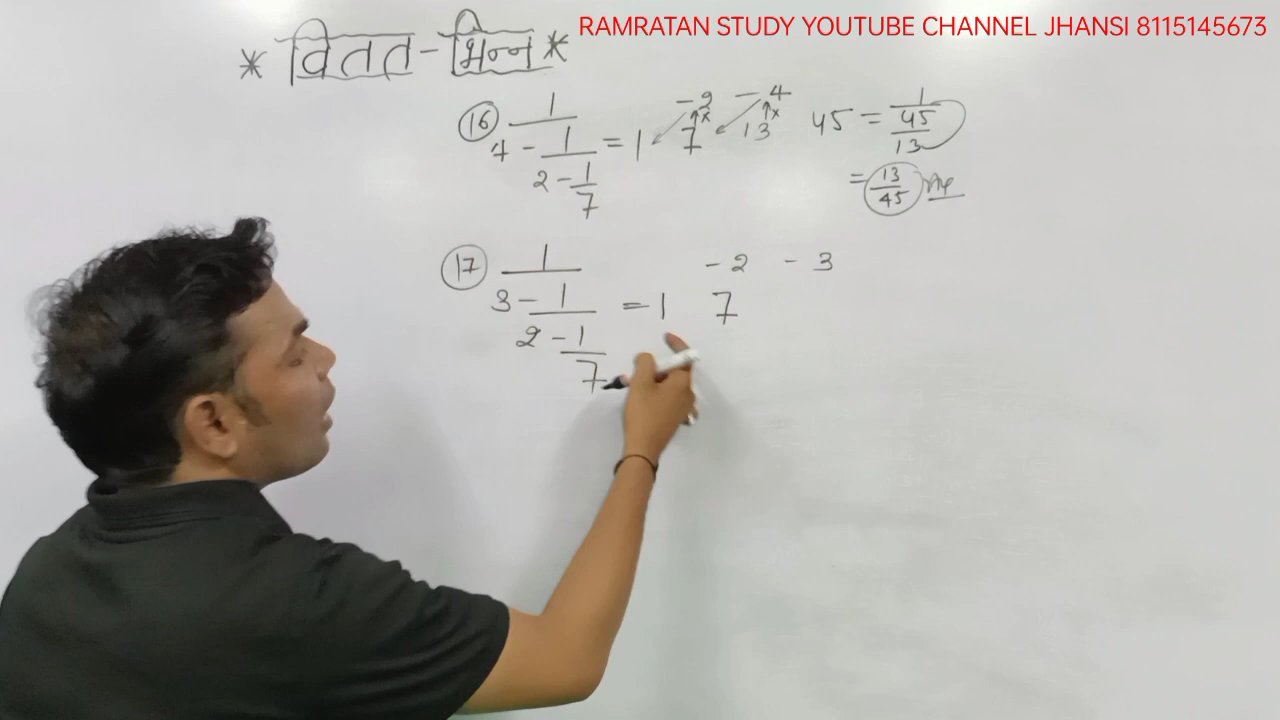 RAMRATAN STUDY YOUTUBE CHANNEL JHANSI 8115145673
* वितत - भिन्न *
(16) 1/(4 - 1/(2 - 1/7)) = 1 7 -2 13 -4 45 = 1/(45/13)
= 13/45 Ans
(17) 1/(3 - 1/(2 - 1/7)) = 1 7 -2 -3